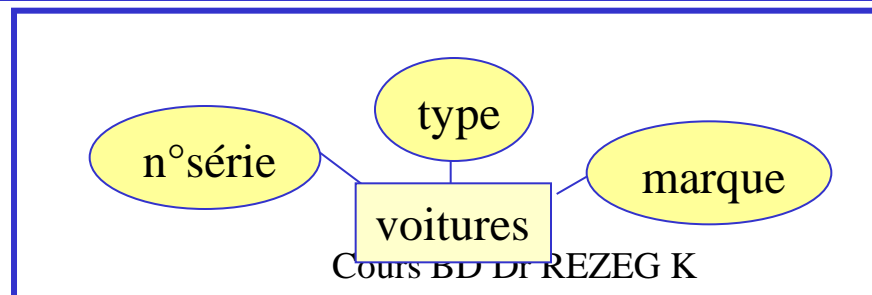 type
n°série
marque
voitures
Cours BD Dr REZEG K